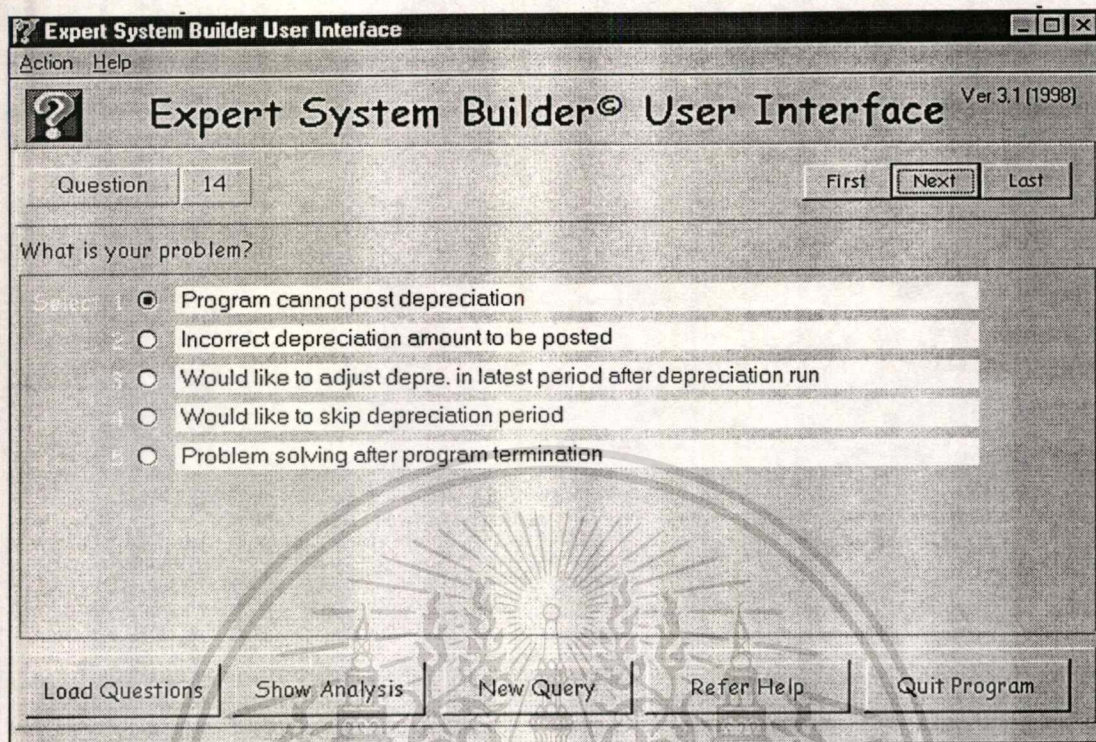 Expert System Builder User Interface
Action Help
Expert System Builder© User Interface Ver 3.1 (1998)
Question 14 First Next Last
What is your problem?
Select 1 Program cannot post depreciation
2 Incorrect depreciation amount to be posted
3 Would like to adjust depre. in latest period after depreciation run
4 Would like to skip depreciation period
5 Problem solving after program termination
Load Questions Show Analysis New Query Refer Help Quit Program